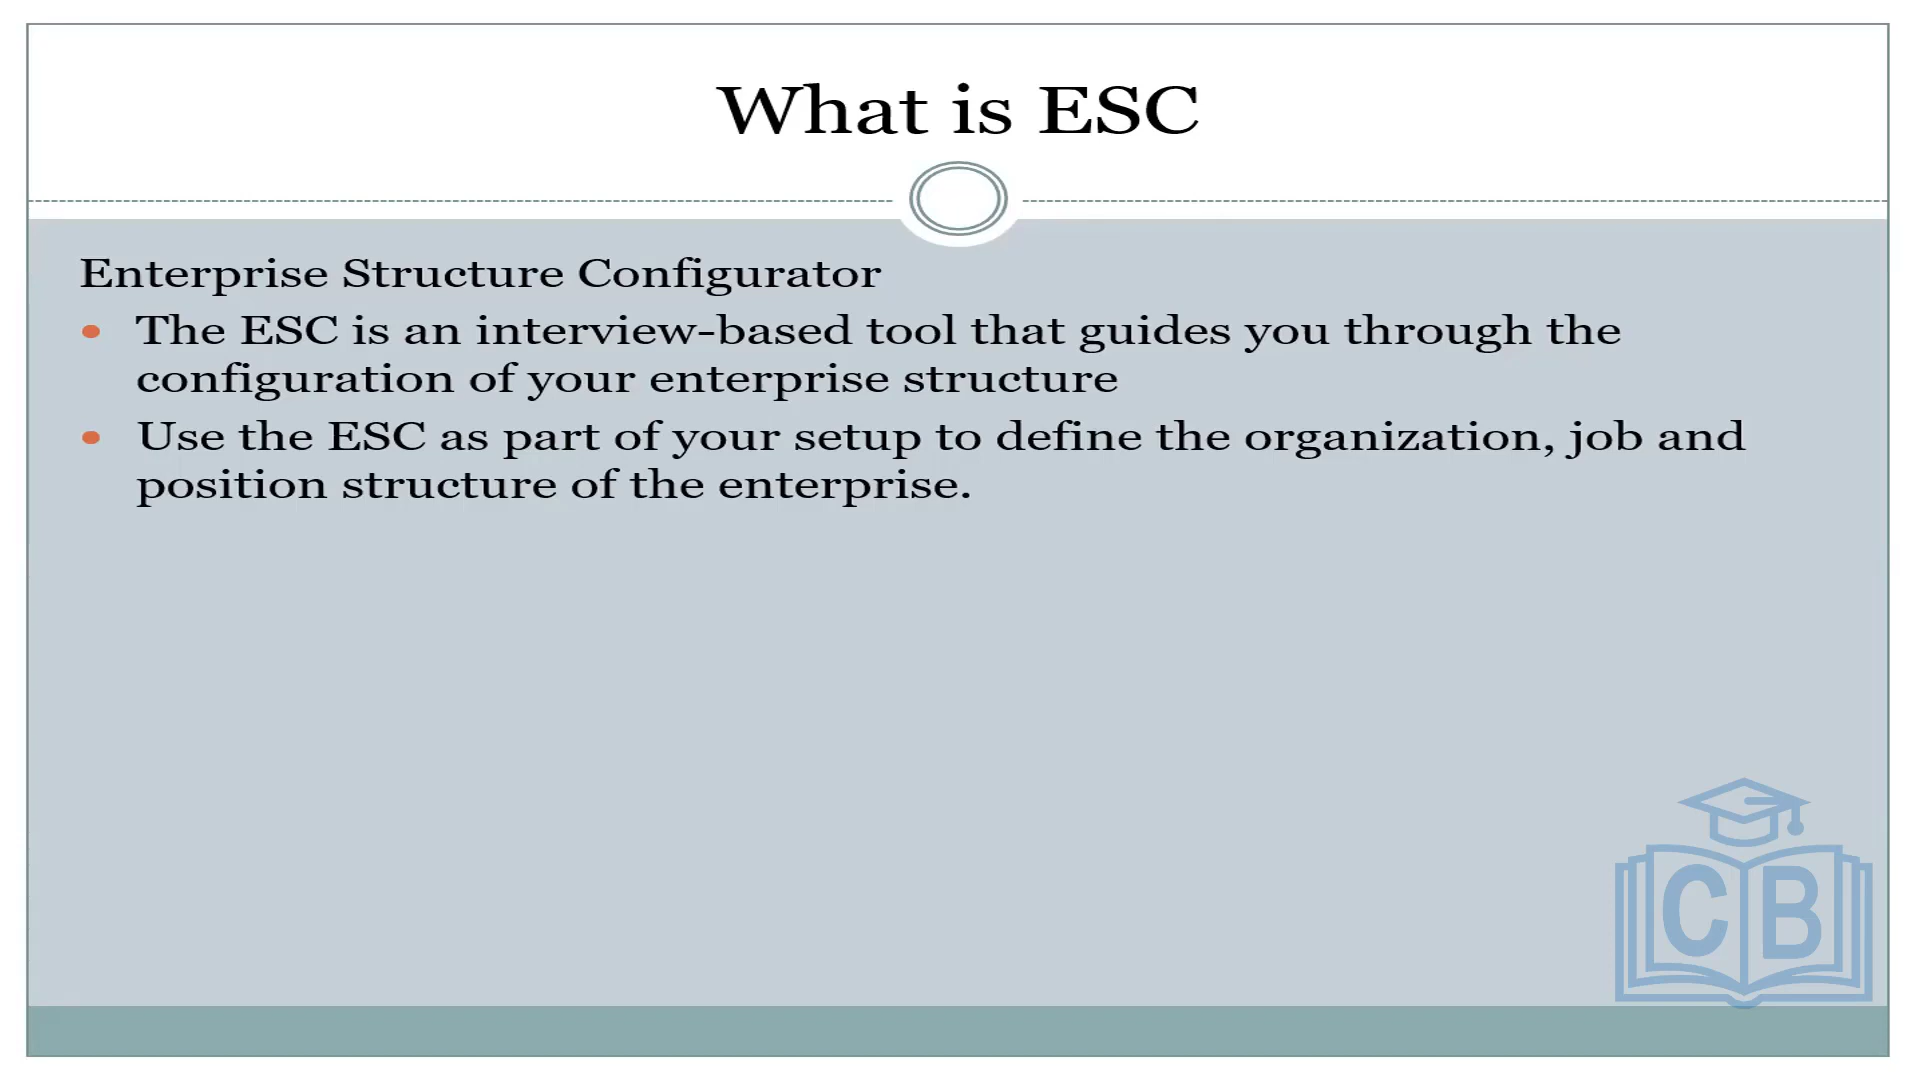 What is ESC
Enterprise Structure Configurator
• The ESC is an interview-based tool that guides you through the
configuration of your enterprise structure
• Use the ESC as part of your setup to define the organization, job and
position structure of the enterprise.
CB